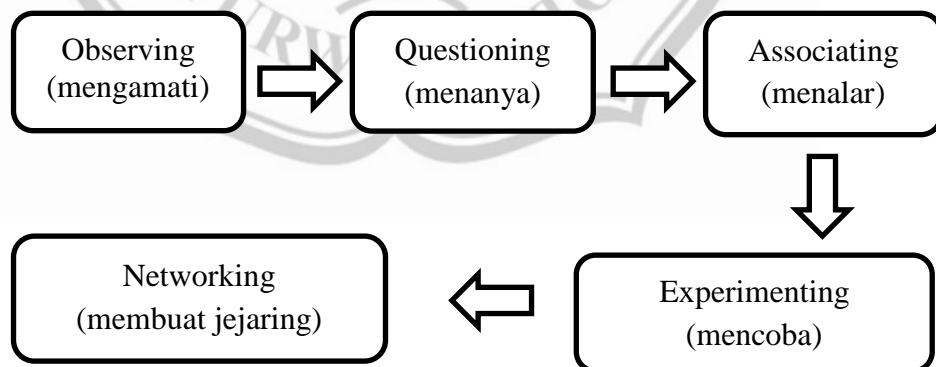 Observing
(mengamati)
Questioning
(menanya)
Associating
(menalar)
Experimenting
(mencoba)
Networking
(membuat jejaring)